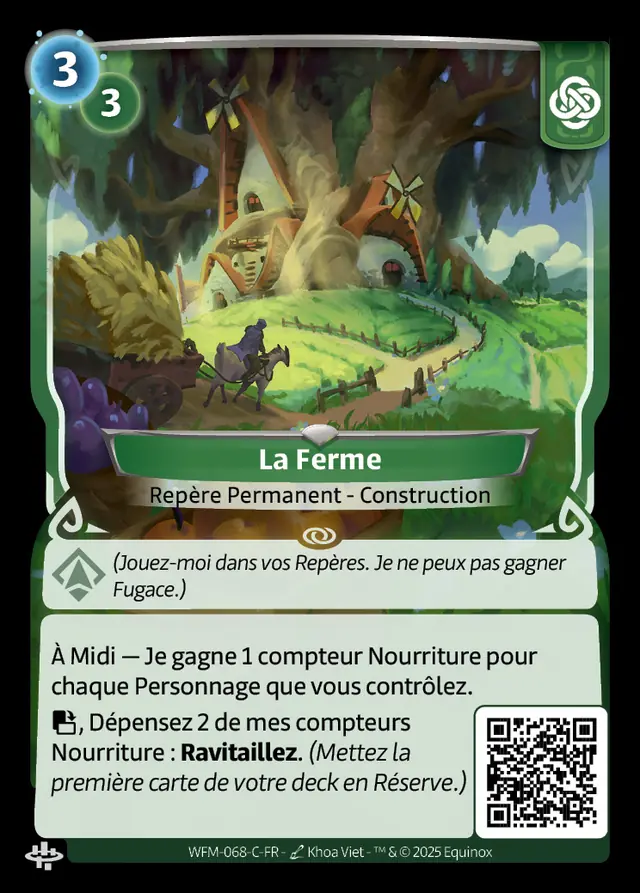 3
3
La Ferme
Repère Permanent - Construction
(Jouez-moi dans vos Repères. Je ne peux pas gagner
Fugace.)
À Midi — Je gagne 1 compteur Nourriture pour
chaque Personnage que vous contrôlez.
, Dépensez 2 de mes compteurs
Nourriture : Ravitaillez. (Mettez la
première carte de votre deck en Réserve.)
WFM-068-C-FR - Khoa Viet - ™ & © 2025 Equinox